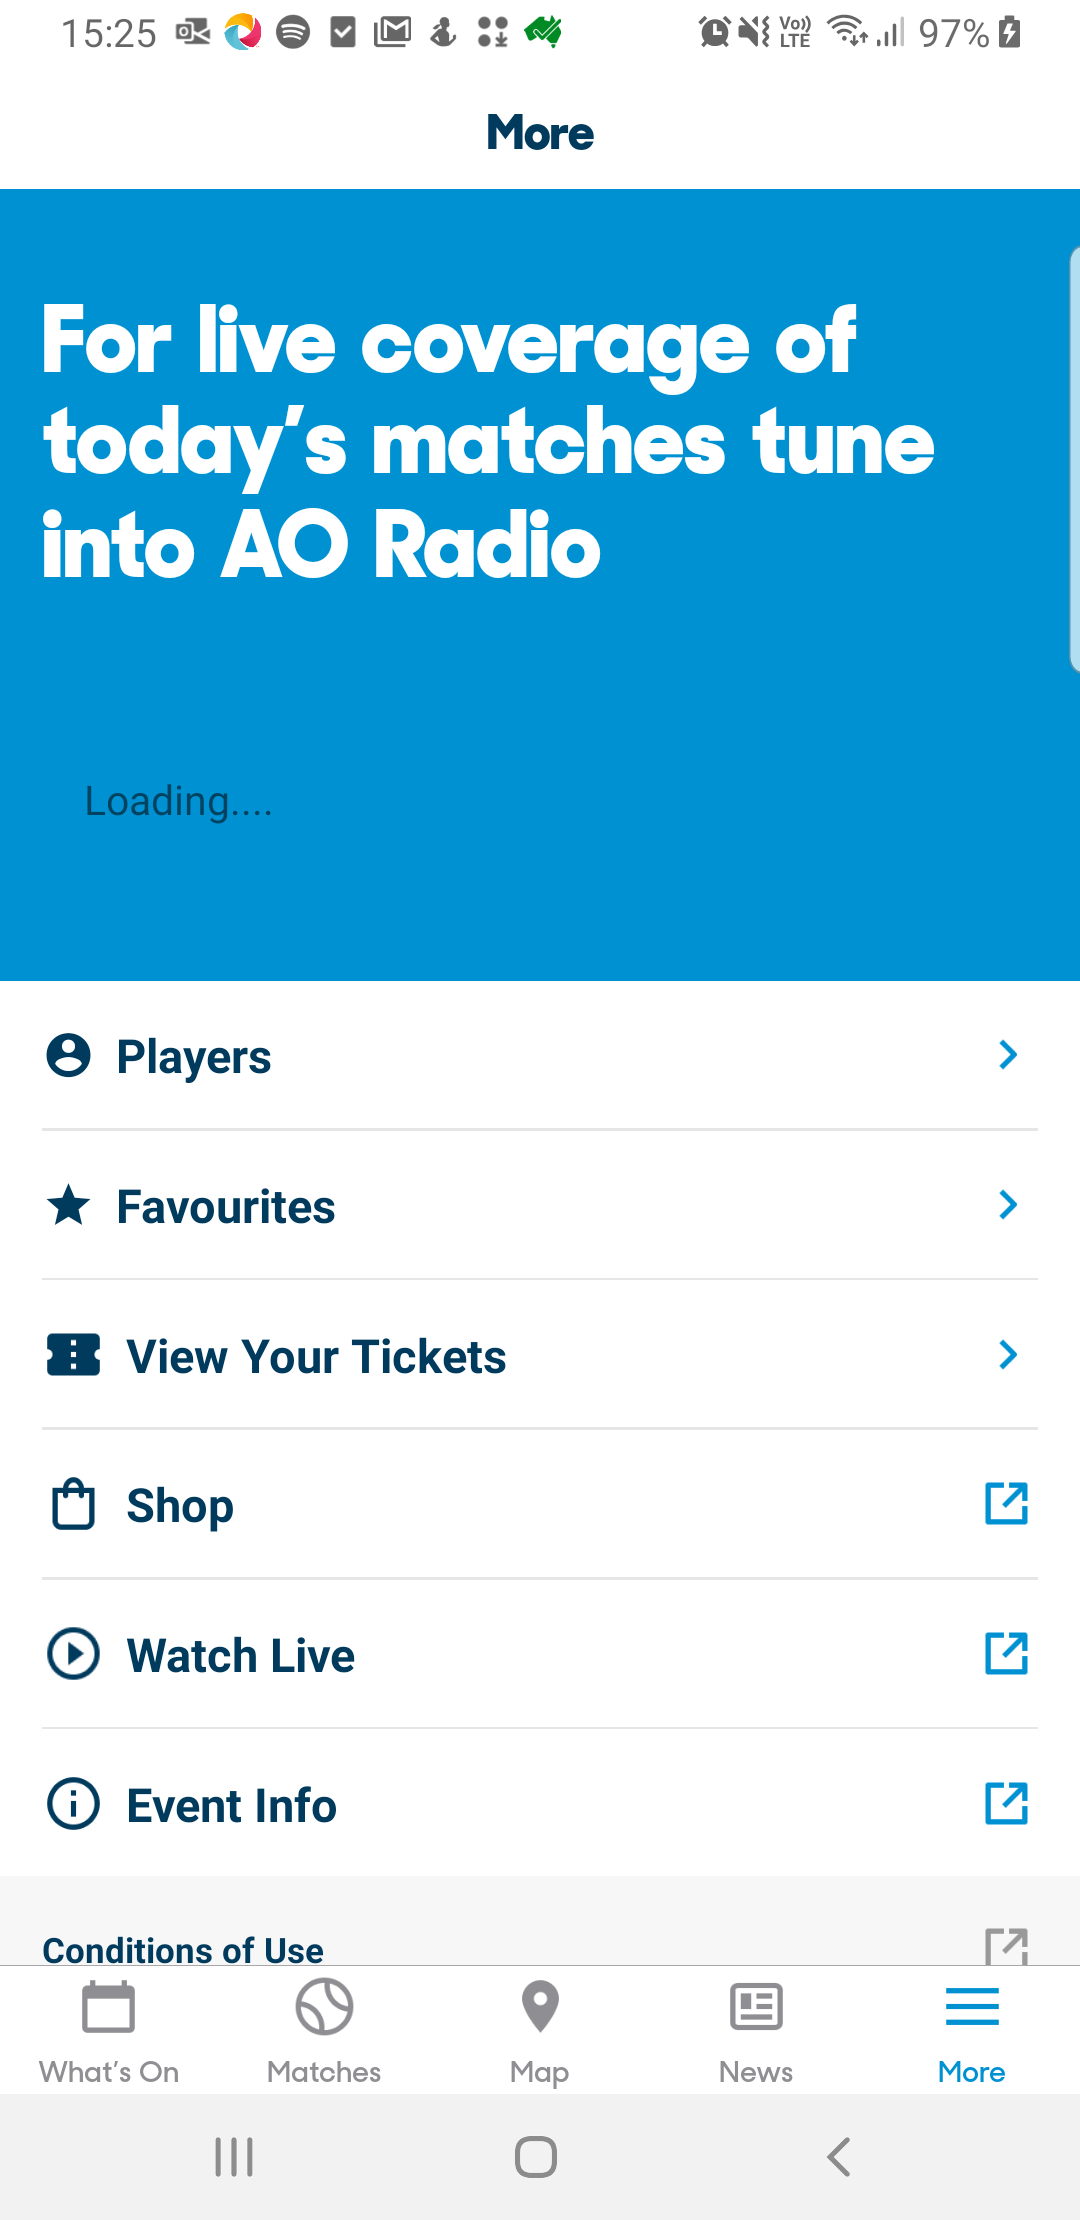 15:25
Vo)) LTE 97%
More
For live coverage of
today's matches tune
into AO Radio
Loading....
Players
Favourites
View Your Tickets
Shop
Watch Live
Event Info
Conditions of Use
What's On Matches Map News More